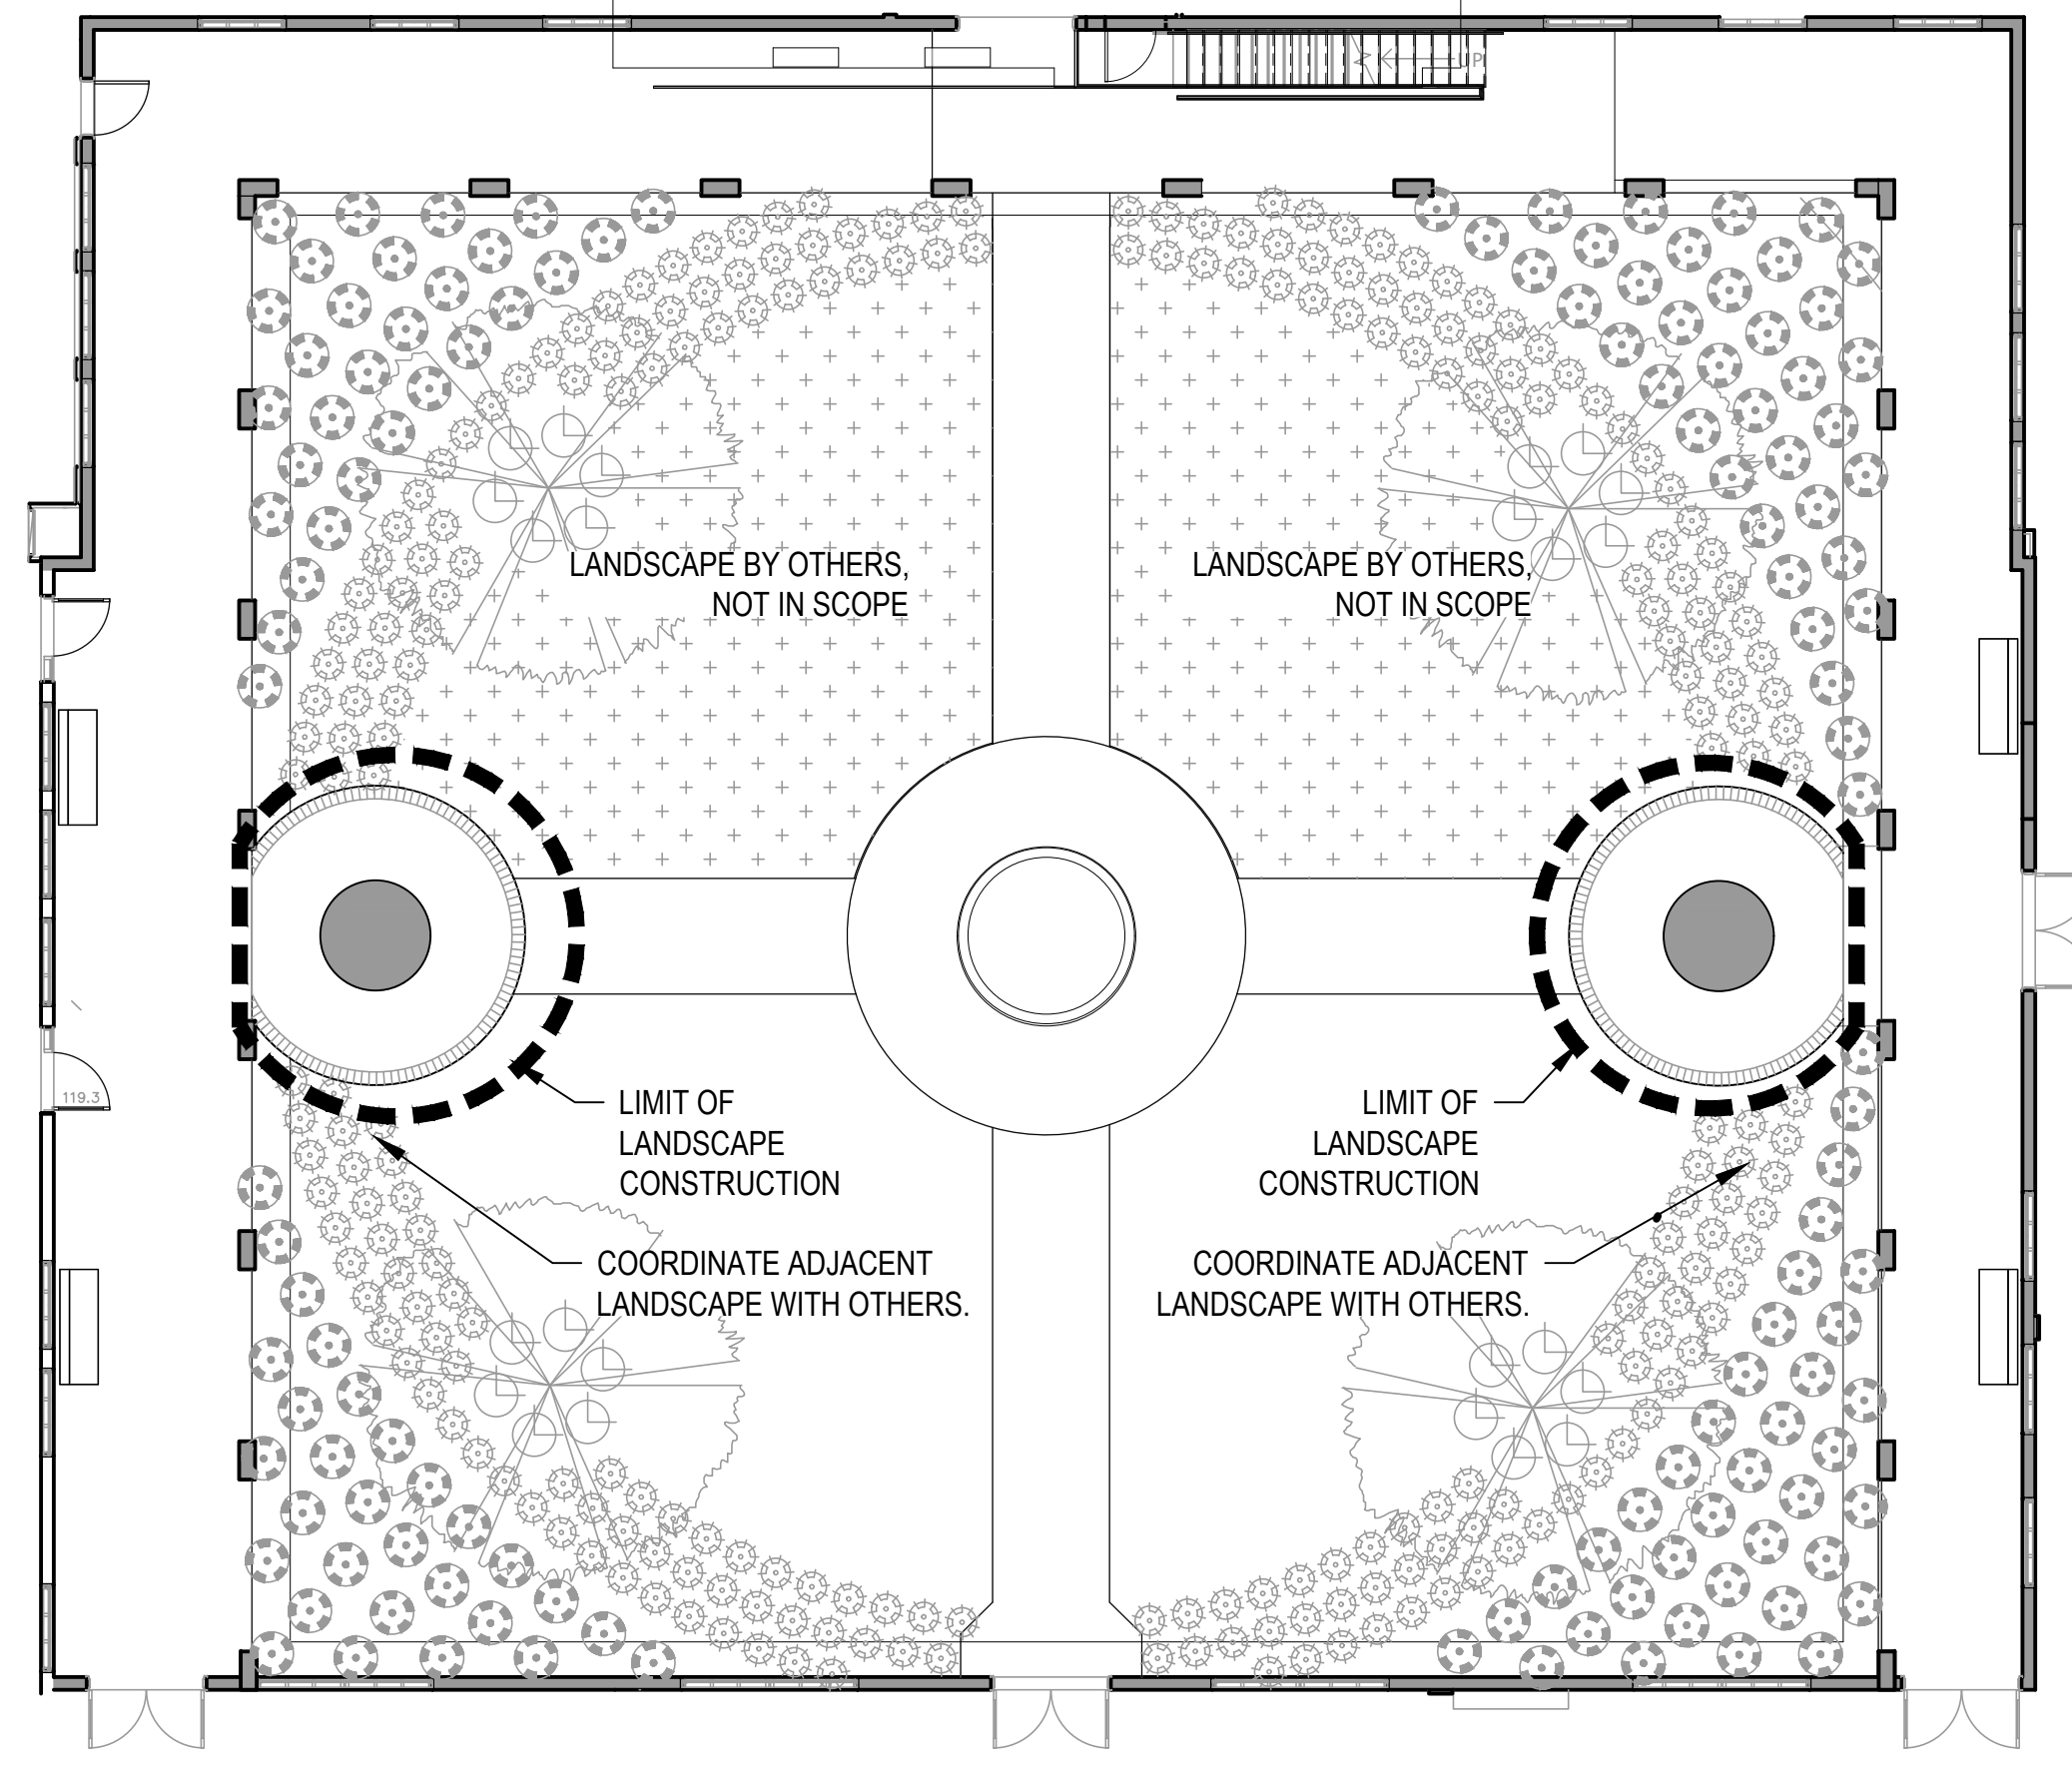 UP
LANDSCAPE BY OTHERS,
NOT IN SCOPE
LANDSCAPE BY OTHERS,
NOT IN SCOPE
119.3
LIMIT OF
LANDSCAPE
CONSTRUCTION
LIMIT OF
LANDSCAPE
CONSTRUCTION
COORDINATE ADJACENT
LANDSCAPE WITH OTHERS.
COORDINATE ADJACENT
LANDSCAPE WITH OTHERS.